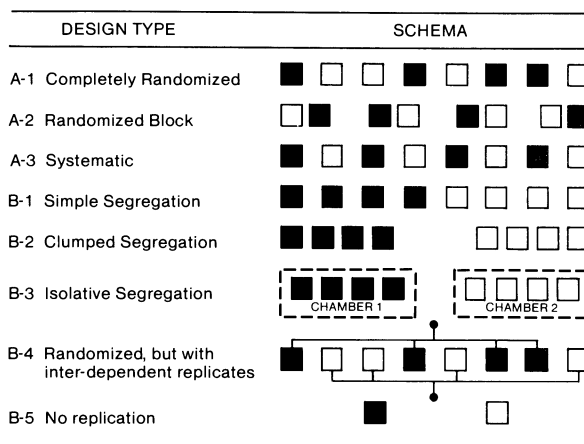 DESIGN TYPE SCHEMA
A-1 Completely Randomized
A-2 Randomized Block
A-3 Systematic
B-1 Simple Segregation
B-2 Clumped Segregation
B-3 Isolative Segregation
CHAMBER 1 CHAMBER 2
B-4 Randomized, but with
inter-dependent replicates
B-5 No replication